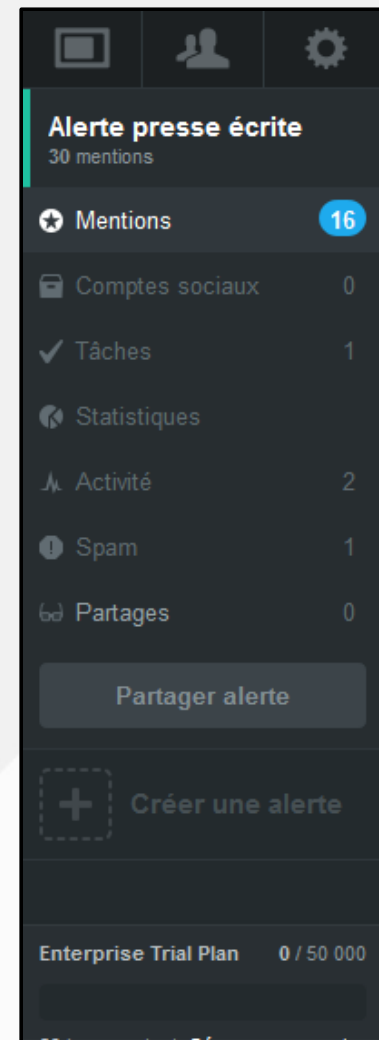 Alerte presse écrite
30 mentions
Mentions 16
Comptes sociaux 0
Tâches 1
Statistiques
Activité 2
Spam 1
Partages 0
Partager alerte
Créer une alerte
Enterprise Trial Plan 0 / 50 000